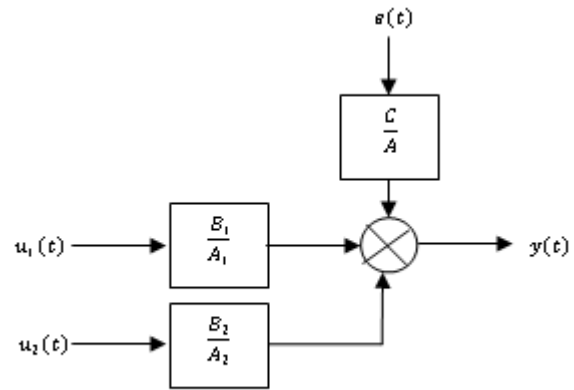 e(t)
C
A
u₁(t)
B₁
A₁
y(t)
u₂(t)
B₂
A₂